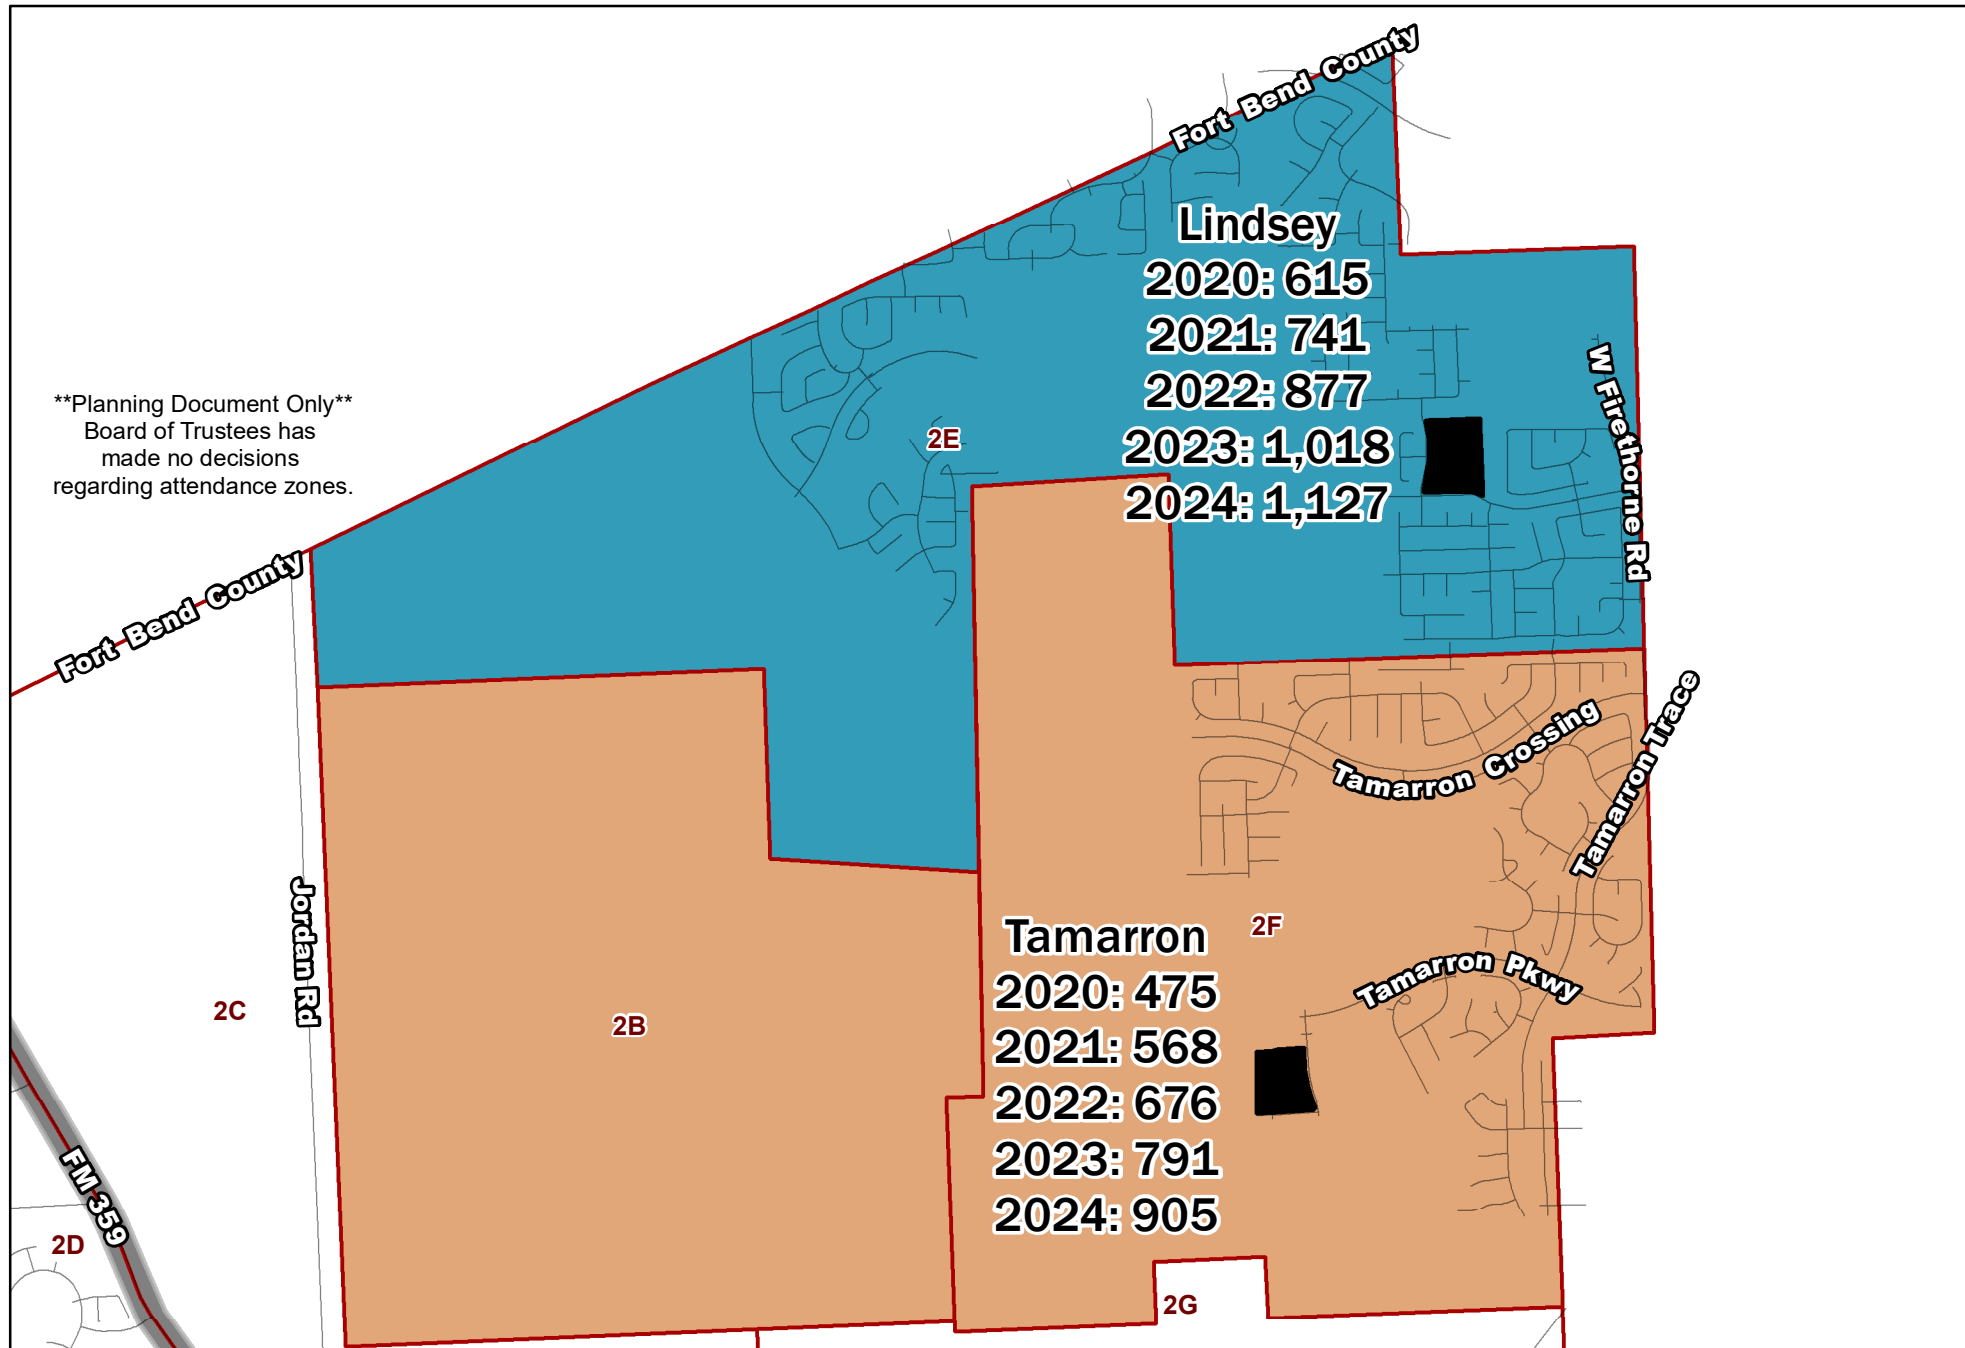 Fort Bend County
Lindsey
2020: 615
2021: 741
2022: 877
2023: 1,018
2024: 1,127
W Firethorne Rd
**Planning Document Only**
Board of Trustees has
made no decisions
regarding attendance zones.
2E
Fort Bend County
Tamarron Crossing
Tamarron Trace
Jordan Rd
2C
2B
2F
Tamarron
2020: 475
2021: 568
2022: 676
2023: 791
2024: 905
Tamarron Pkwy
FM 359
2D
2G